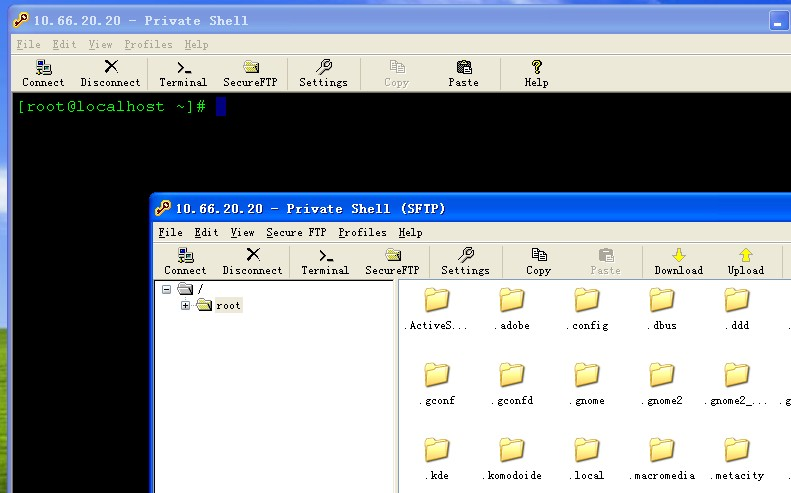 10.66.20.20 - Private Shell
File Edit View Profiles Help
Connect Disconnect Terminal SecureFTP Settings Copy Paste Help
[root@localhost ~]#
10.66.20.20 - Private Shell (SFTP)
File Edit View Secure FTP Profiles Help
Connect Disconnect Terminal SecureFTP Settings Copy Paste Download Upload
/
root
.ActiveS... .adobe .config .dbus .ddd
.gconf .gconfd .gnome .gnome2 .gnome2_...
.kde .komodoide .local .macromedia .metacity